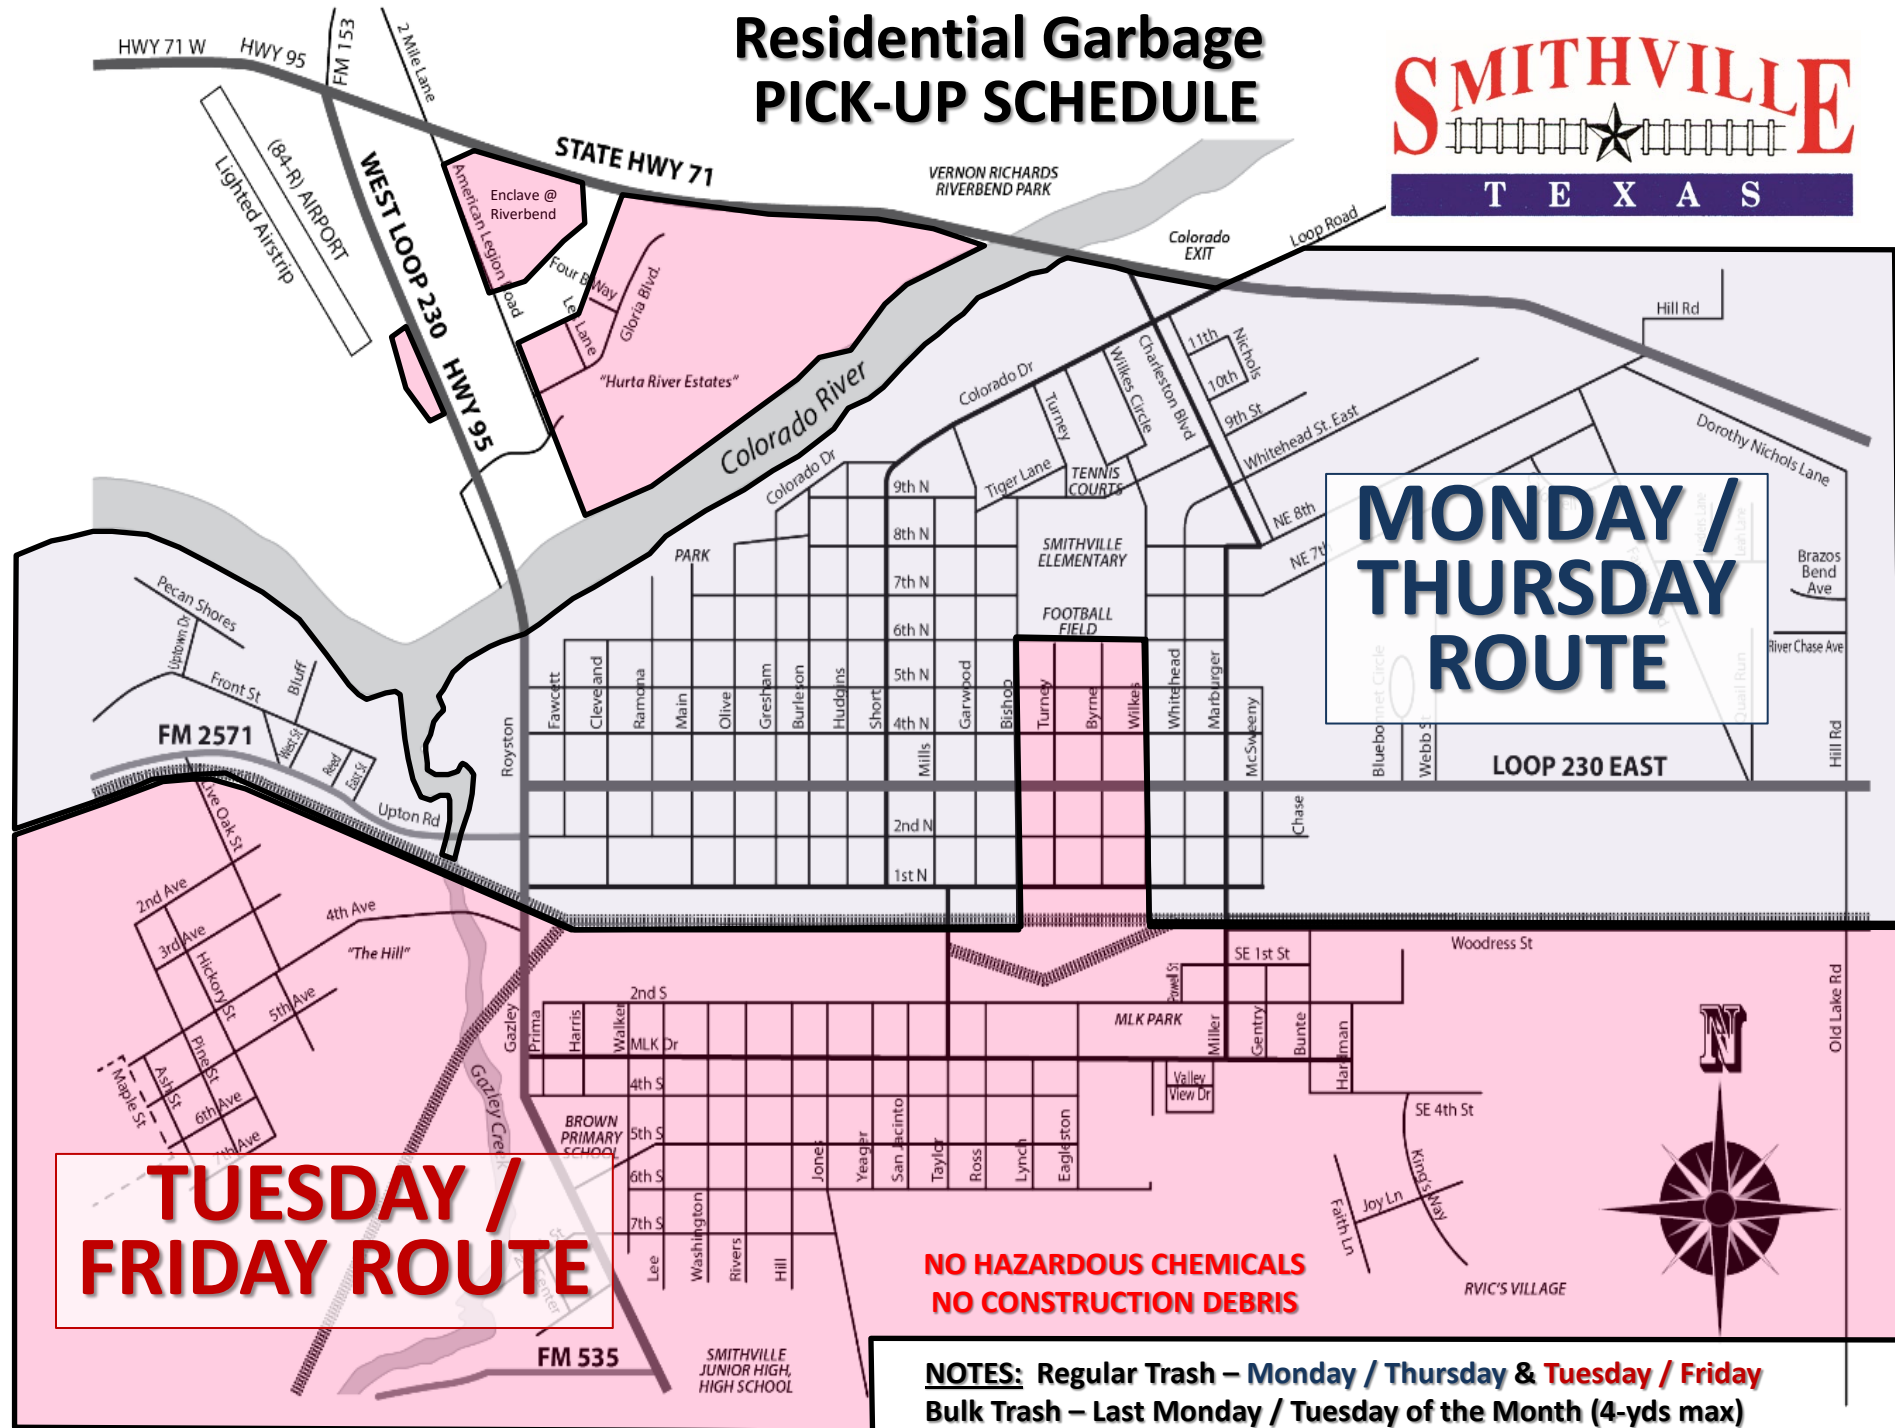 Residential Garbage
PICK-UP SCHEDULE
SMITHVILLE
TEXAS
HWY 71 W
HWY 95
FM 153
2 Mile Lane
STATE HWY 71
VERNON RICHARDS
RIVERBEND PARK
Colorado
EXIT
Loop Road
(84-R) AIRPORT
Lighted Airstrip
WEST LOOP 230
HWY 95
American Legion Road
Enclave @
Riverbend
Four B Way
Lee Lane
Gloria Blvd.
"Hurta River Estates"
Colorado River
Colorado Dr
Colorado Dr
Hill Rd
11th
Nichols
10th
9th St
Whitehead St. East
Charleston Blvd
Wilkes Circle
Turney
Tiger Lane
TENNIS
COURTS
Dorothy Nichols Lane
NE 8th
NE 7th
MONDAY /
THURSDAY
ROUTE
Brazos
Bend
Ave
River Chase Ave
Quail Run
Bluebonnet Circle
Webb St
Hill Rd
LOOP 230 EAST
9th N
8th N
7th N
6th N
5th N
4th N
2nd N
1st N
PARK
SMITHVILLE
ELEMENTARY
FOOTBALL
FIELD
Pecan Shores
Uptown Dr
Front St
Bluff
West St
Reed
East St
FM 2571
Upton Rd
Royston
Fawcett
Cleveland
Ramona
Main
Olive
Gresham
Burleson
Hudgins
Short
Mills
Garwood
Bishop
Turney
Byrne
Wilkes
Whitehead
Marburger
McSweeny
Chase
Live Oak St
2nd Ave
3rd Ave
4th Ave
"The Hill"
Hickory St
5th Ave
Pine St
Ash St
Maple St
6th Ave
7th Ave
Gazley Creek
Gazley
Prima
Harris
Walker
2nd S
MLK Dr
4th S
5th S
6th S
7th S
BROWN
PRIMARY
SCHOOL
Lee
Washington
Rivers
Hill
Jones
Yeager
San Jacinto
Taylor
Ross
Lynch
Eagleston
MLK PARK
Powell St
SE 1st St
Woodress St
Miller
Gentry
Bunte
Hardman
Valley
View Dr
SE 4th St
King's Way
Joy Ln
Faith Ln
RVIC'S VILLAGE
Old Lake Rd
N
TUESDAY /
FRIDAY ROUTE
Center
FM 535
SMITHVILLE
JUNIOR HIGH,
HIGH SCHOOL
NO HAZARDOUS CHEMICALS
NO CONSTRUCTION DEBRIS
NOTES: Regular Trash – Monday / Thursday & Tuesday / Friday
Bulk Trash – Last Monday / Tuesday of the Month (4-yds max)